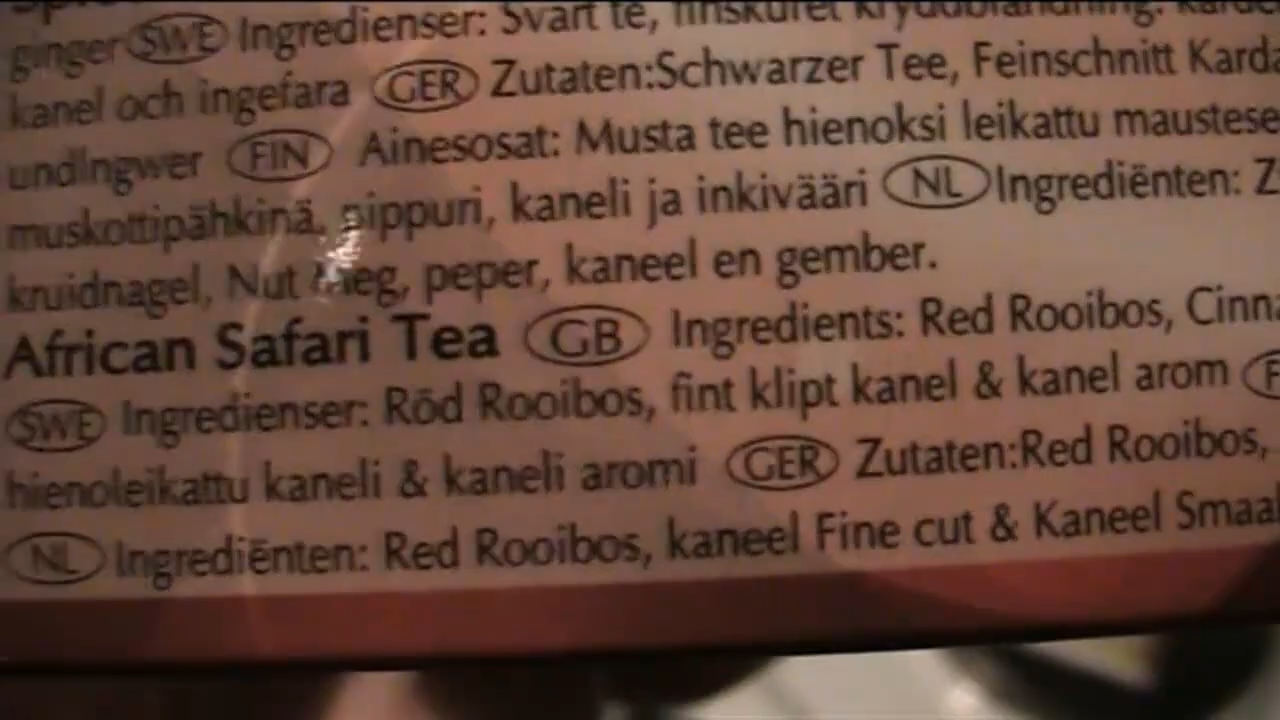 ginger SWE Ingredienser: Svart te, finskuret
kanel och ingefara GER Zutaten:Schwarzer Tee, Feinschnitt Karda
undIngwer FIN Ainesosat: Musta tee hienoksi leikattu maustese
muskottipähkinä, pippuri, kaneli ja inkivääri NL Ingrediënten: Z
kruidnagel, Nut Meg, peper, kaneel en gember.
African Safari Tea GB Ingredients: Red Rooibos, Cinna
SWE Ingredienser: Röd Rooibos, fint klipt kanel & kanel arom F
hienoleikattu kaneli & kaneli aromi GER Zutaten:Red Rooibos,
NL Ingrediënten: Red Rooibos, kaneel Fine cut & Kaneel Smaak